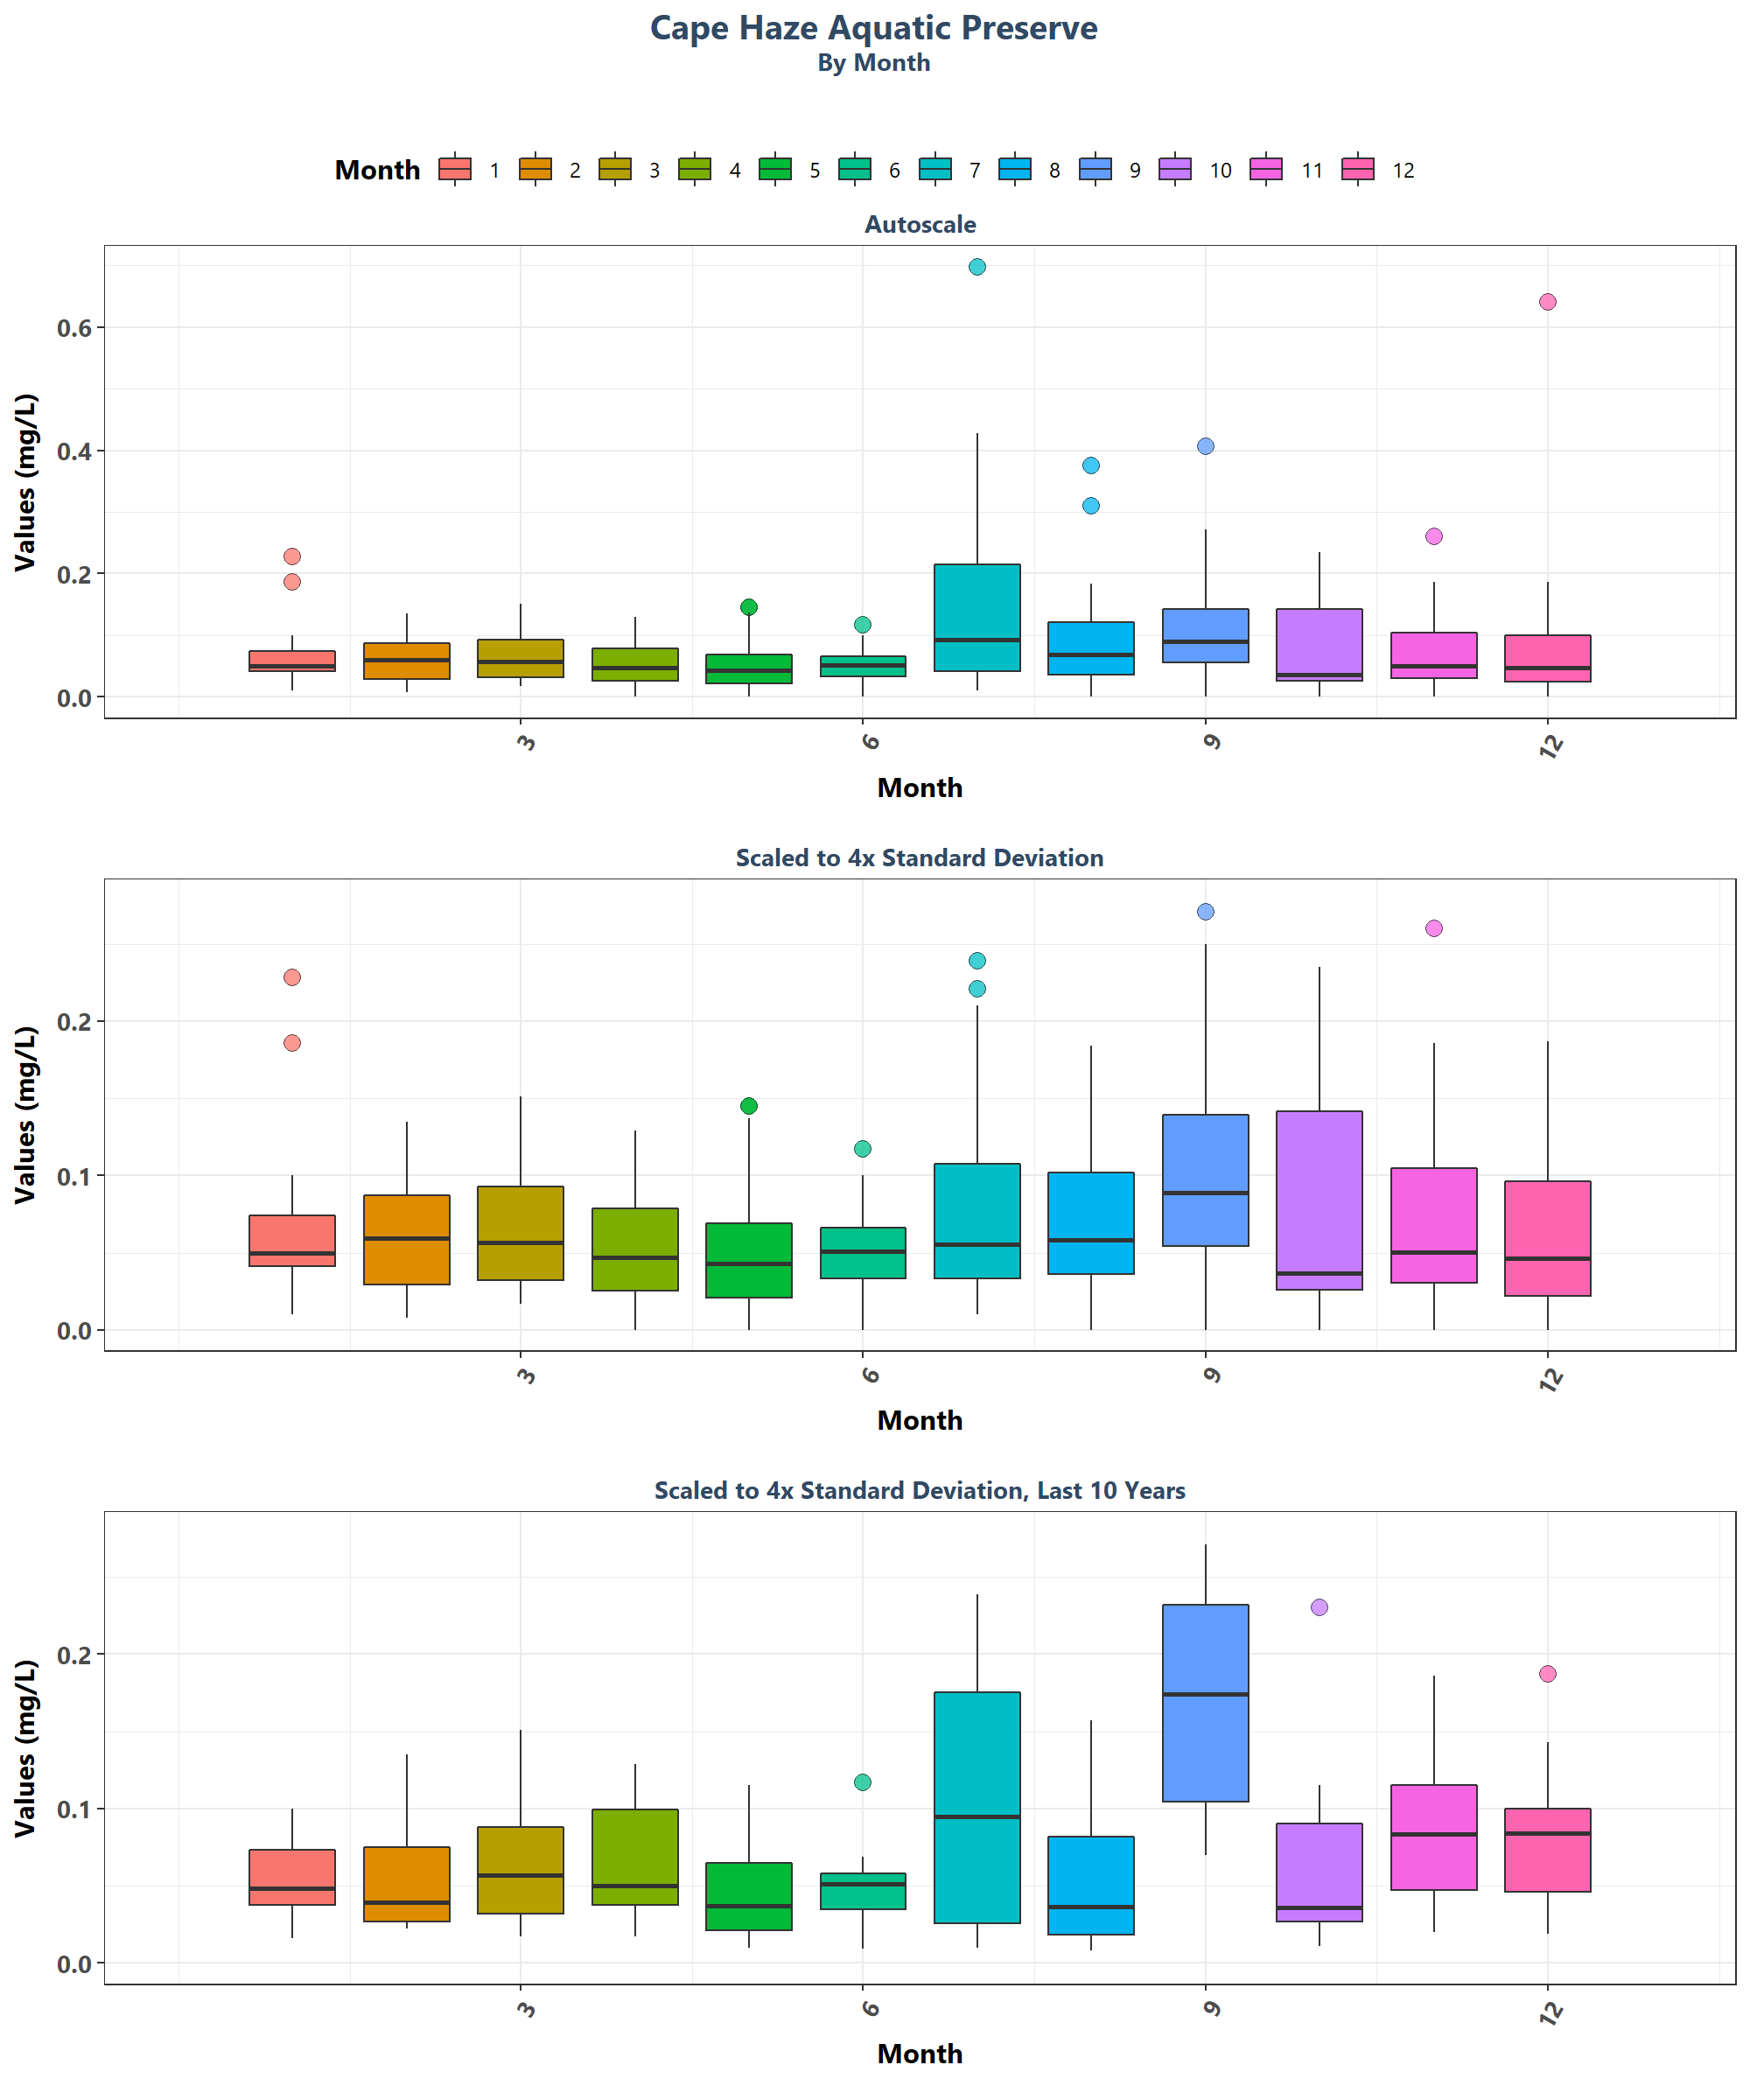 Cape Haze Aquatic Preserve
By Month
Month 1 2 3 4 5 6 7 8 9 10 11 12
Autoscale
Values (mg/L)
0.6
0.4
0.2
0.0
3 6 9 12
Month
Scaled to 4x Standard Deviation
Values (mg/L)
0.2
0.1
0.0
3 6 9 12
Month
Scaled to 4x Standard Deviation, Last 10 Years
Values (mg/L)
0.2
0.1
0.0
3 6 9 12
Month